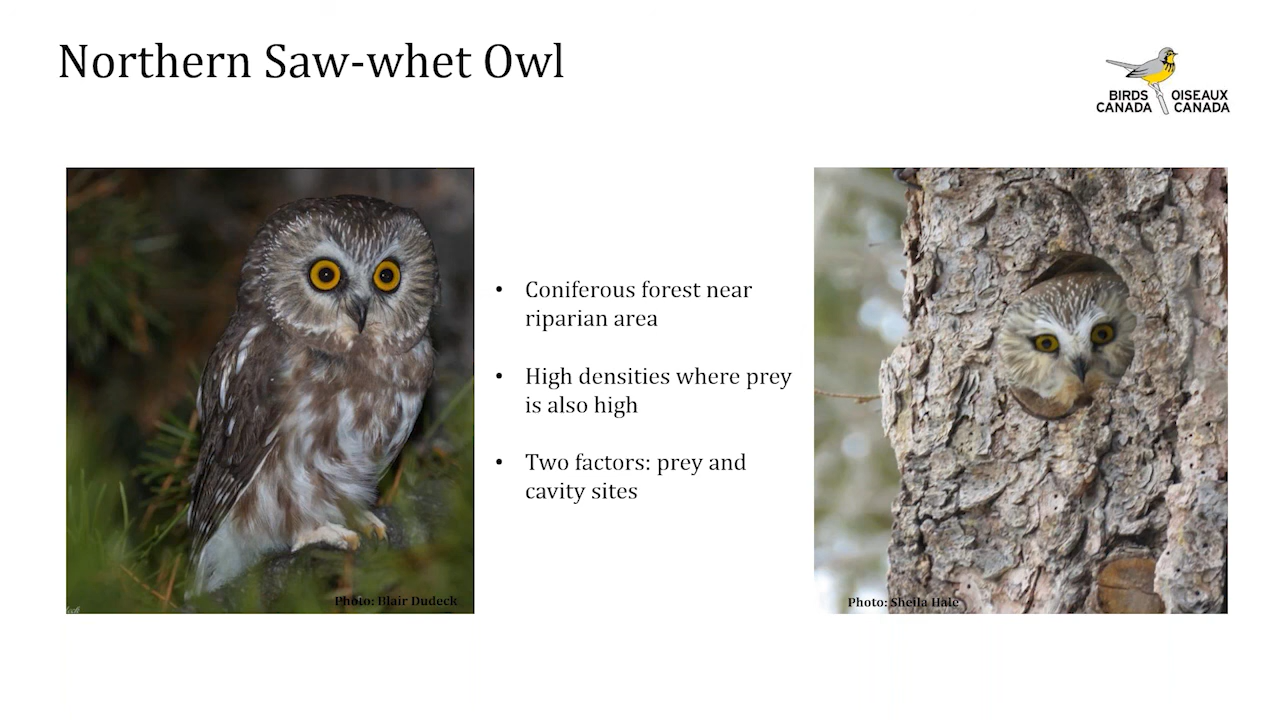 Northern Saw-whet Owl
BIRDS CANADA
OISEAUX CANADA
• Coniferous forest near
riparian area
• High densities where prey
is also high
• Two factors: prey and
cavity sites
Photo: Blair Dudeck
Photo: Sheila Hale